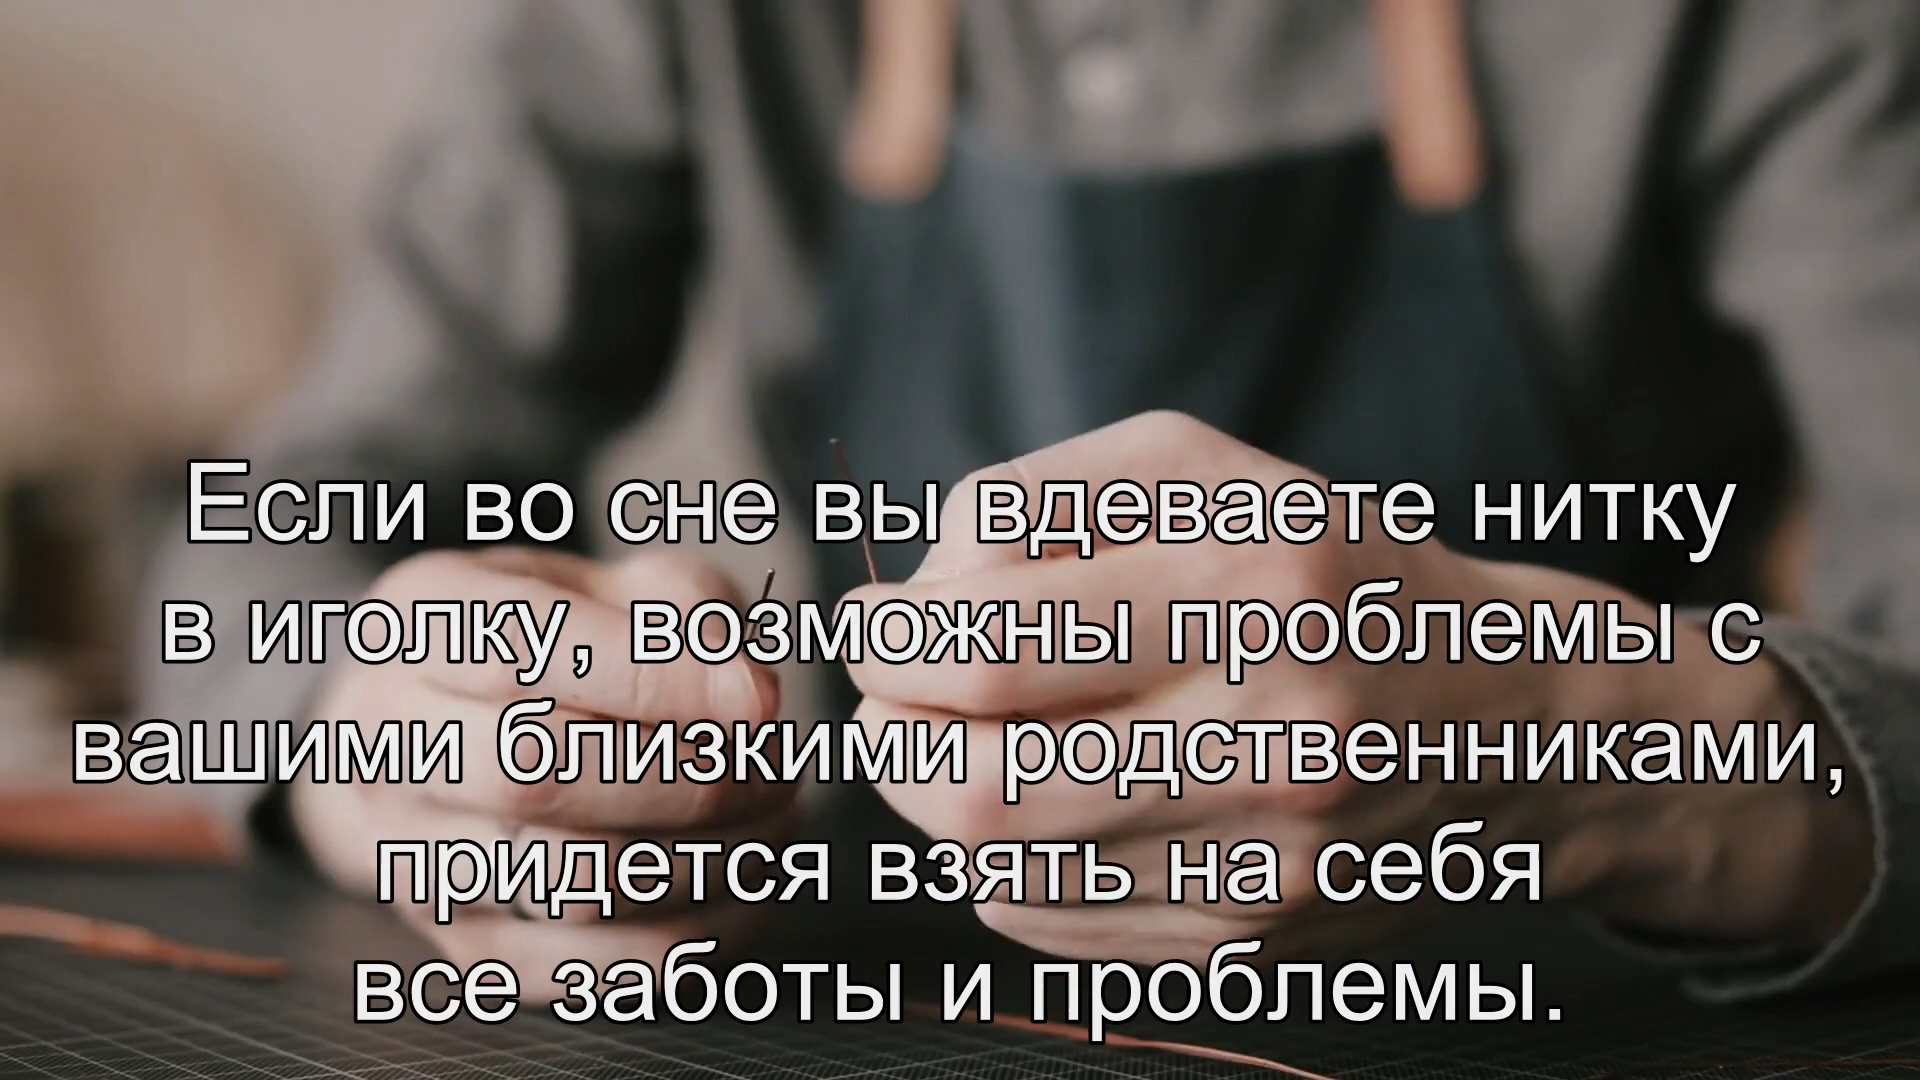 Если во сне вы вдеваете нитку
в иголку, возможны проблемы с
вашими близкими родственниками,
придется взять на себя
все заботы и проблемы.